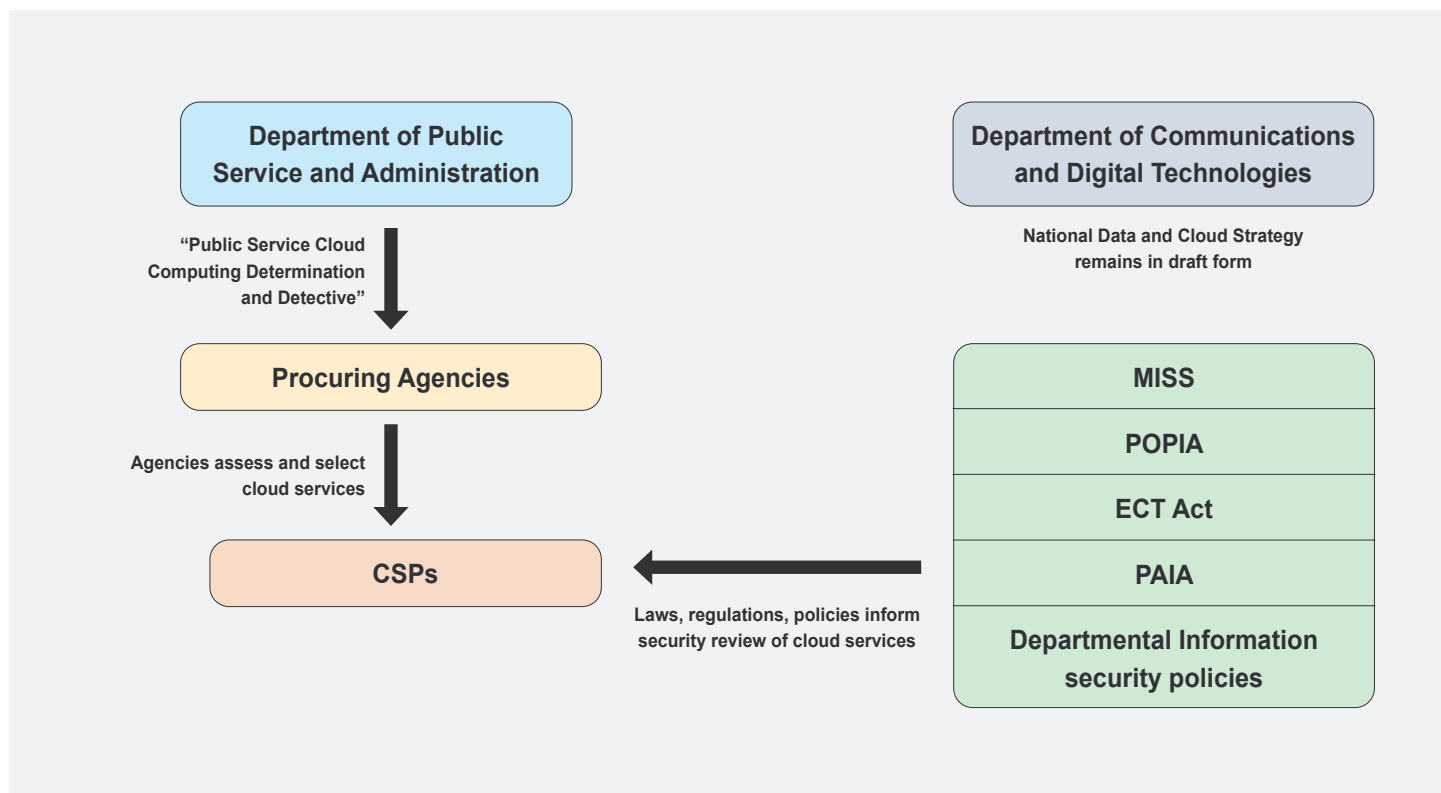 Department of Public
Service and Administration
“Public Service Cloud
Computing Determination
and Detective”
Procuring Agencies
Agencies assess and select
cloud services
CSPs
Department of Communications
and Digital Technologies
National Data and Cloud Strategy
remains in draft form
MISS
POPIA
ECT Act
PAIA
Departmental Information
security policies
Laws, regulations, policies inform
security review of cloud services